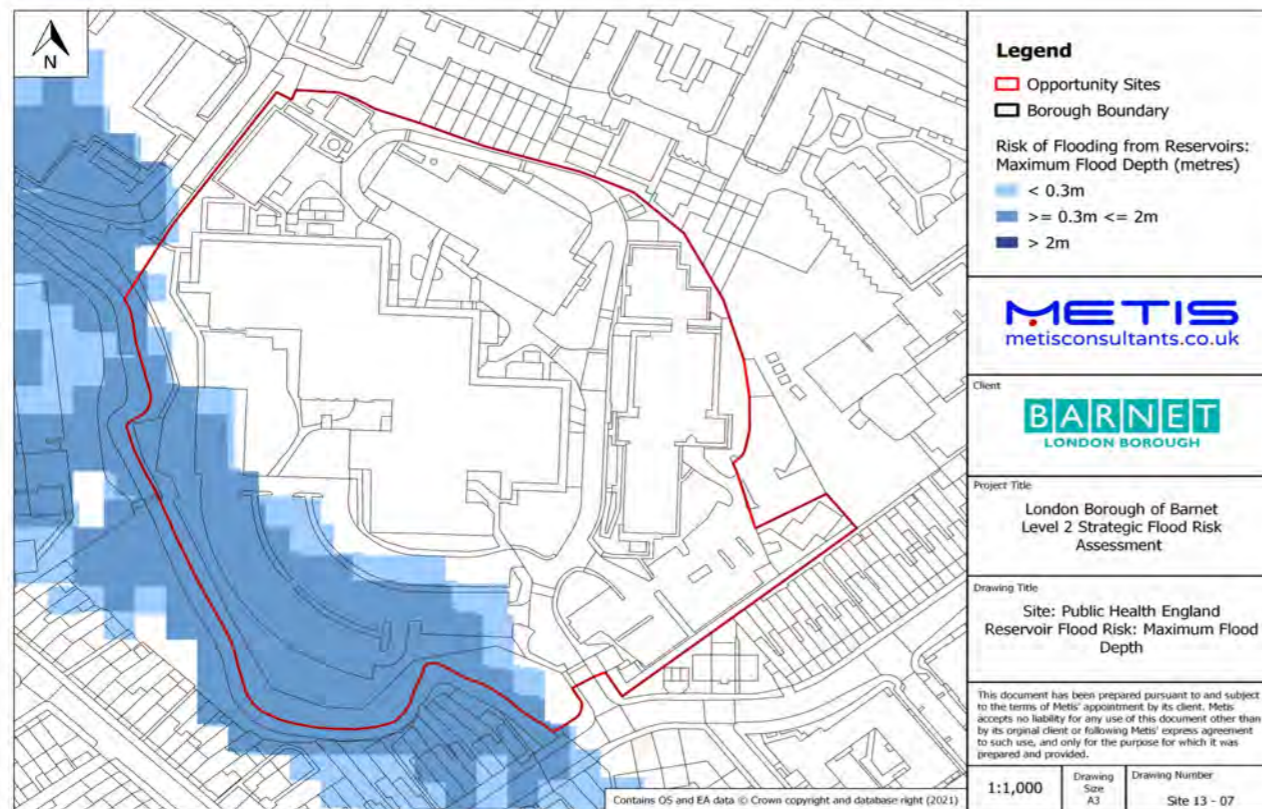 N
Legend
Opportunity Sites
Borough Boundary
Risk of Flooding from Reservoirs:
Maximum Flood Depth (metres)
< 0.3m
>= 0.3m <= 2m
> 2m
METIS
metisconsultants.co.uk
Client
BARNET
LONDON BOROUGH
Project Title
London Borough of Barnet
Level 2 Strategic Flood Risk
Assessment
Drawing Title
Site: Public Health England
Reservoir Flood Risk: Maximum Flood
Depth
This document has been prepared pursuant to and subject
to the terms of Metis' appointment by its client. Metis
accepts no liability for any use of this document other than
by its orginal client or following Metis' express agreement
to such use, and only for the purpose for which it was
prepared and provided.
1:1,000
Drawing
Size
A3
Drawing Number
Site 13 - 07
Contains OS and EA data © Crown copyright and database right (2021)